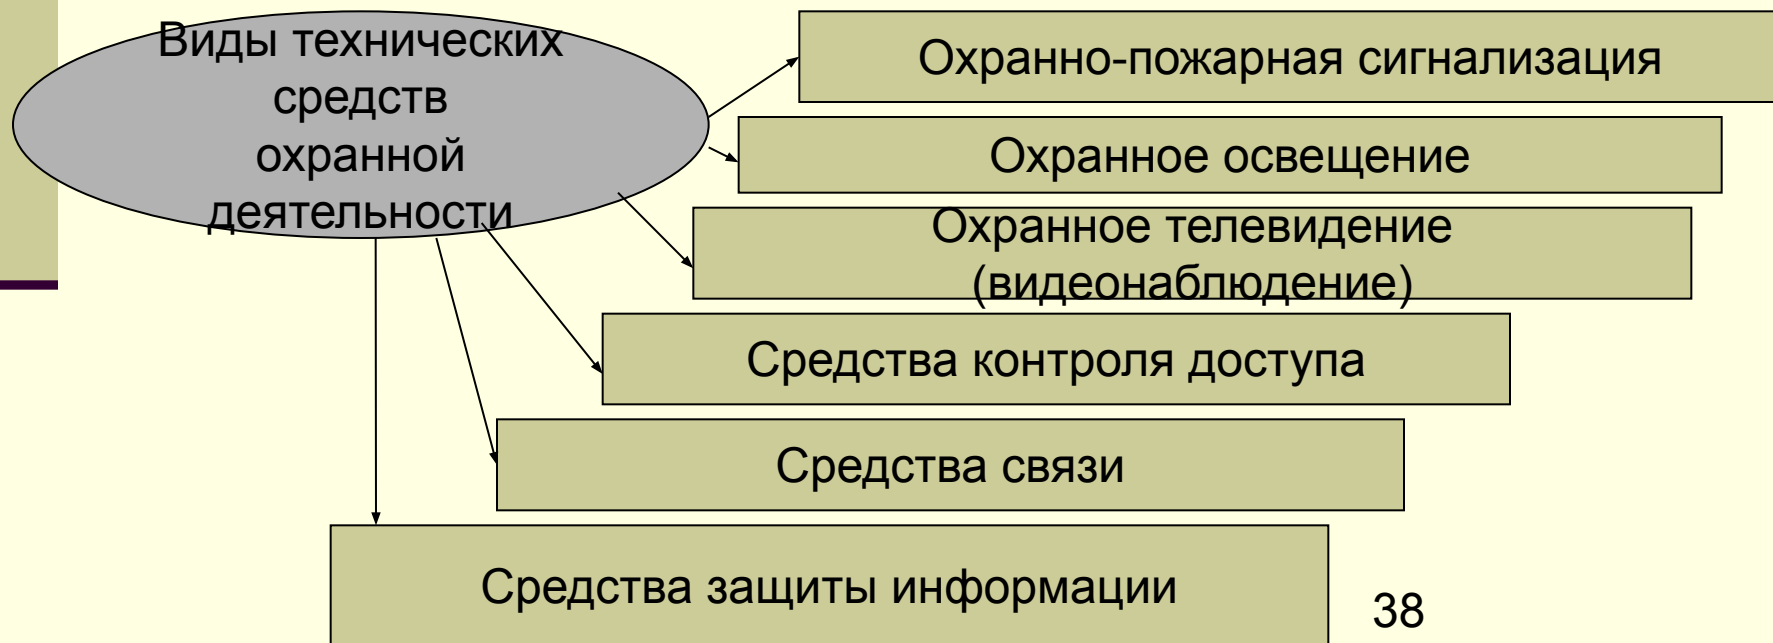 Виды технических
средств
охранной
деятельности
Охранно-пожарная сигнализация
Охранное освещение
Охранное телевидение
(видеонаблюдение)
Средства контроля доступа
Средства связи
Средства защиты информации
38